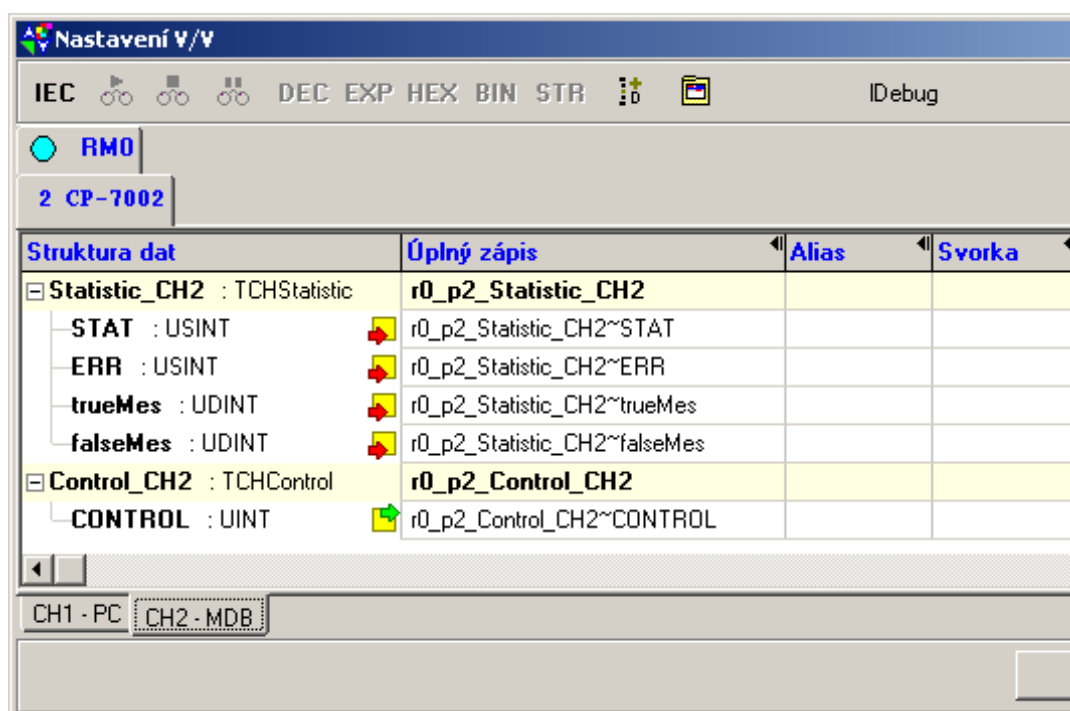 Nastavení V/V
IEC DEC EXP HEX BIN STR IDebug
RM0
2 CP-7002
Struktura dat Úplný zápis Alias Svorka
Statistic_CH2 : TCHStatistic r0_p2_Statistic_CH2
STAT : USINT r0_p2_Statistic_CH2~STAT
ERR : USINT r0_p2_Statistic_CH2~ERR
trueMes : UDINT r0_p2_Statistic_CH2~trueMes
falseMes : UDINT r0_p2_Statistic_CH2~falseMes
Control_CH2 : TCHControl r0_p2_Control_CH2
CONTROL : UINT r0_p2_Control_CH2~CONTROL
CH1 - PC CH2 - MDB